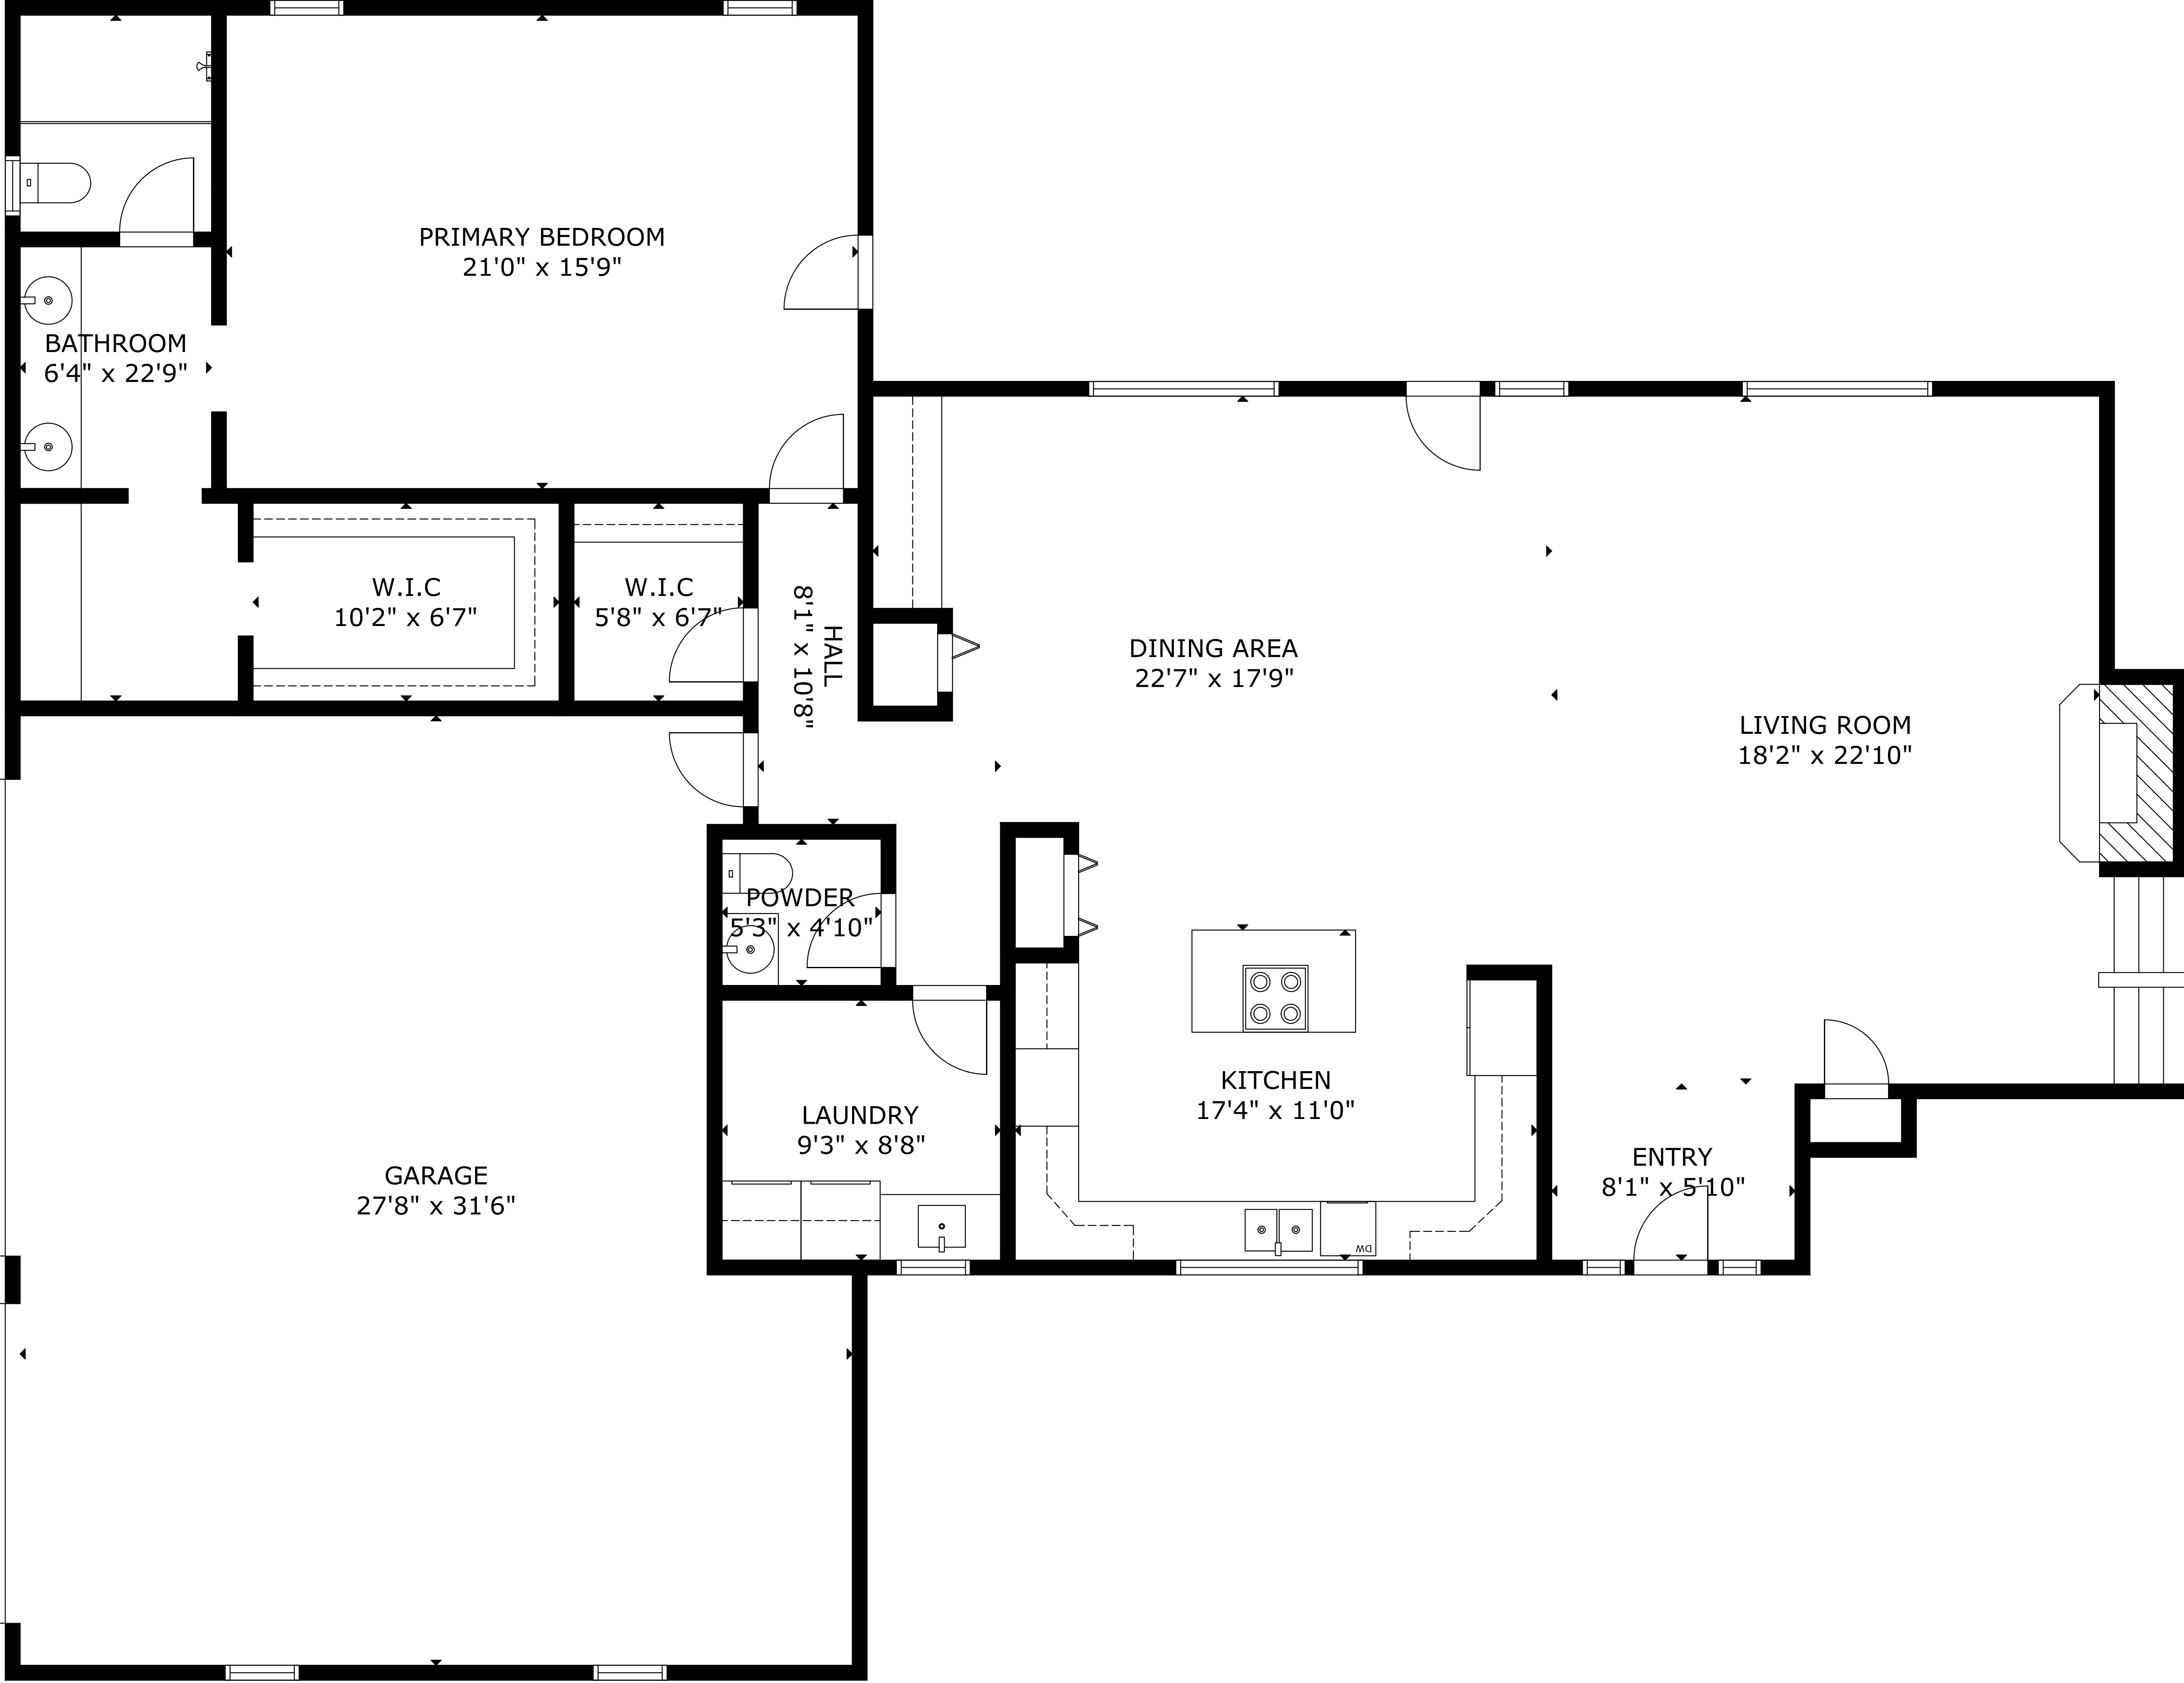 PRIMARY BEDROOM
21'0" x 15'9"
BATHROOM
6'4" x 22'9"
W.I.C
10'2" x 6'7"
W.I.C
5'8" x 6'7"
HALL
8'1" x 10'8"
DINING AREA
22'7" x 17'9"
LIVING ROOM
18'2" x 22'10"
POWDER
5'3" x 4'10"
KITCHEN
17'4" x 11'0"
LAUNDRY
9'3" x 8'8"
ENTRY
8'1" x 5'10"
GARAGE
27'8" x 31'6"
DW